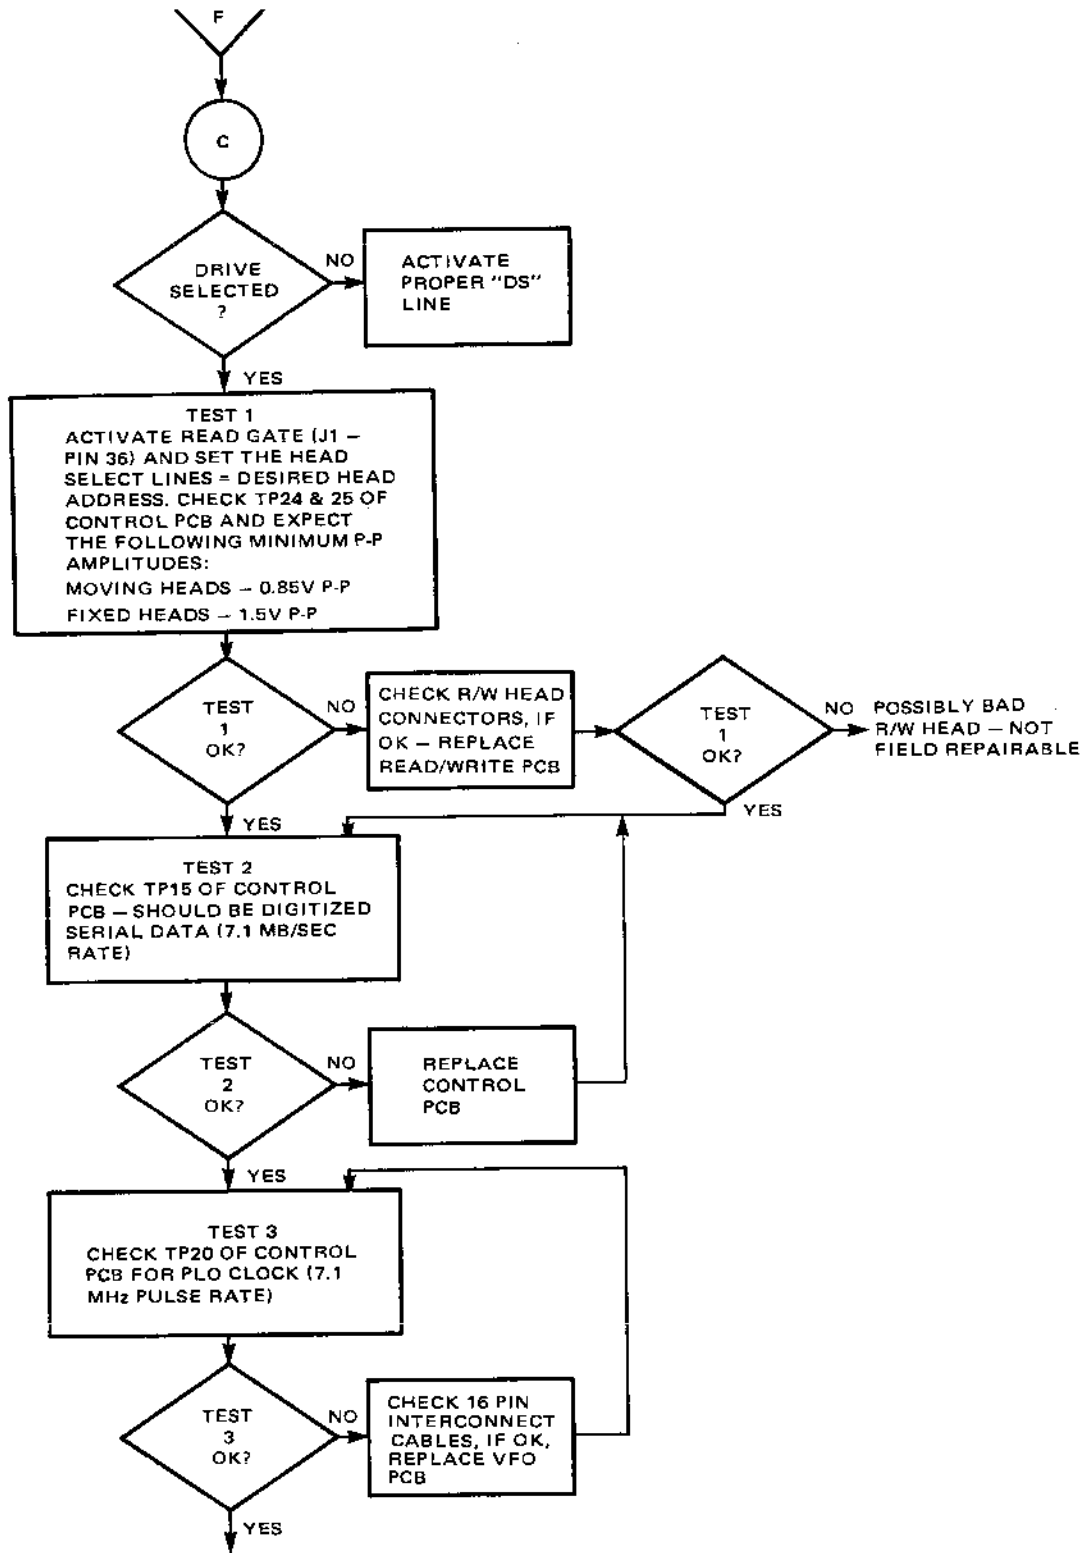 F
C
DRIVE
SELECTED
?
NO
ACTIVATE
PROPER "DS"
LINE
YES
TEST 1
ACTIVATE READ GATE (J1 –
PIN 36) AND SET THE HEAD
SELECT LINES = DESIRED HEAD
ADDRESS. CHECK TP24 & 25 OF
CONTROL PCB AND EXPECT
THE FOLLOWING MINIMUM P-P
AMPLITUDES:
MOVING HEADS – 0.85V P-P
FIXED HEADS – 1.5V P-P
TEST
1
OK?
NO
CHECK R/W HEAD
CONNECTORS, IF
OK – REPLACE
READ/WRITE PCB
TEST
1
OK?
NO
POSSIBLY BAD
R/W HEAD – NOT
FIELD REPAIRABLE
YES
YES
TEST 2
CHECK TP15 OF CONTROL
PCB – SHOULD BE DIGITIZED
SERIAL DATA (7.1 MB/SEC
RATE)
TEST
2
OK?
NO
REPLACE
CONTROL
PCB
YES
TEST 3
CHECK TP20 OF CONTROL
PCB FOR PLO CLOCK (7.1
MHz PULSE RATE)
TEST
3
OK?
NO
CHECK 16 PIN
INTERCONNECT
CABLES, IF OK,
REPLACE VFO
PCB
YES